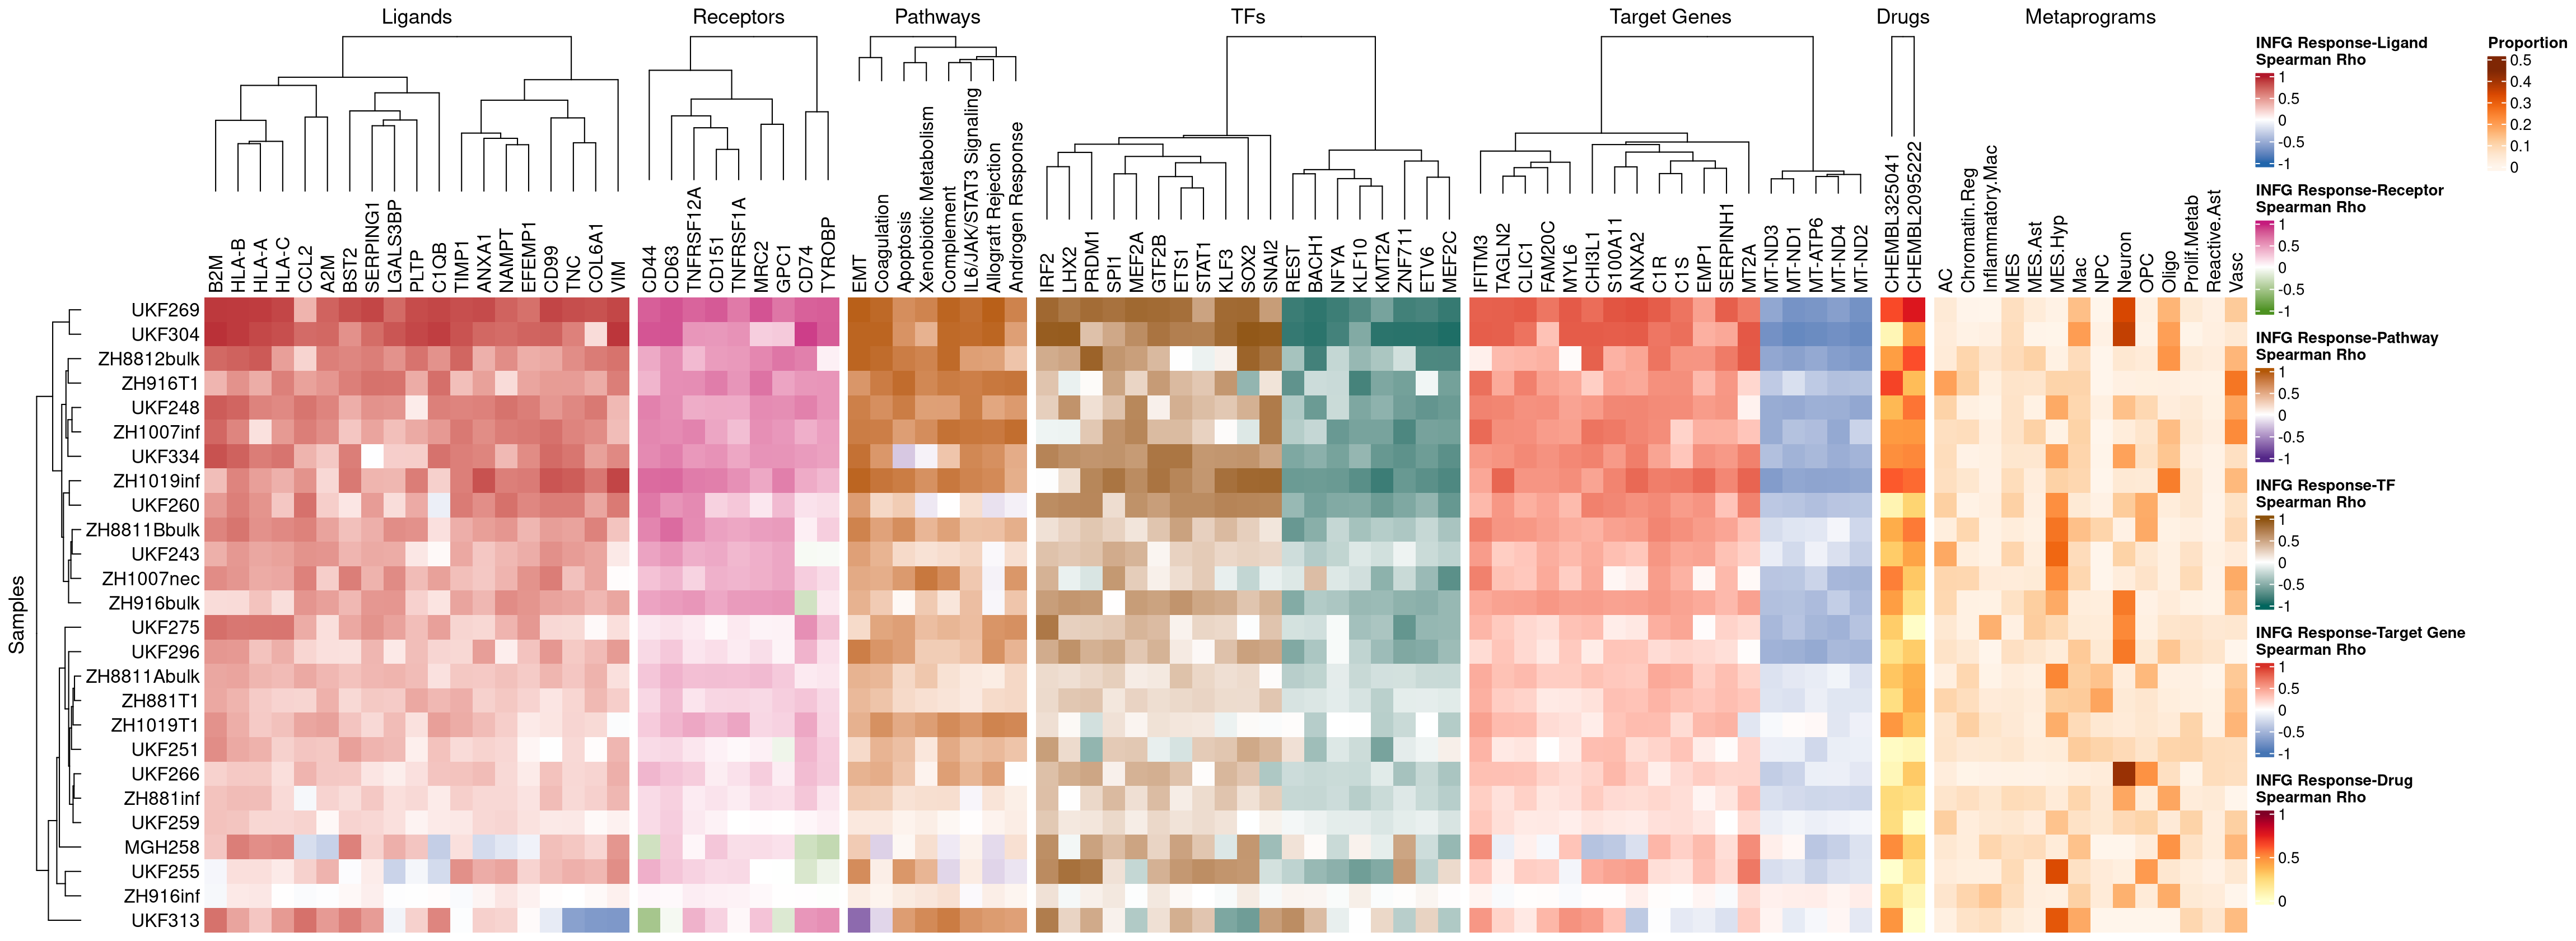 Ligands
Receptors
Pathways
TFs
Target Genes
Drugs
Metaprograms
B2M
HLA-B
HLA-A
HLA-C
CCL2
A2M
BST2
SERPING1
LGALS3BP
PLTP
C1QB
TIMP1
ANXA1
NAMPT
EFEMP1
CD99
TNC
COL6A1
VIM
CD44
CD63
TNFRSF12A
CD151
TNFRSF1A
MRC2
GPC1
CD74
TYROBP
EMT
Coagulation
Apoptosis
Xenobiotic Metabolism
Complement
IL6/JAK/STAT3 Signaling
Allograft Rejection
Androgen Response
IRF2
LHX2
PRDM1
SPI1
MEF2A
GTF2B
ETS1
STAT1
KLF3
SOX2
SNAI2
REST
BACH1
NFYA
KLF10
KMT2A
ZNF711
ETV6
MEF2C
IFITM3
TAGLN2
CLIC1
FAM20C
MYL6
CHI3L1
S100A11
ANXA2
C1R
C1S
EMP1
SERPINH1
MT2A
MT-ND3
MT-ND1
MT-ATP6
MT-ND4
MT-ND2
CHEMBL325041
CHEMBL2095222
AC
Chromatin.Reg
Inflammatory.Mac
MES
MES.Ast
MES.Hyp
Mac
NPC
Neuron
OPC
Oligo
Prolif.Metab
Reactive.Ast
Vasc
Samples
UKF269
UKF304
ZH8812bulk
ZH916T1
UKF248
ZH1007inf
UKF334
ZH1019inf
UKF260
ZH8811Bbulk
UKF243
ZH1007nec
ZH916bulk
UKF275
UKF296
ZH8811Abulk
ZH881T1
ZH1019T1
UKF251
UKF266
ZH881inf
UKF259
MGH258
UKF255
ZH916inf
UKF313
INFG Response-Ligand
Spearman Rho
1
0.5
0
-0.5
-1
INFG Response-Receptor
Spearman Rho
1
0.5
0
-0.5
-1
INFG Response-Pathway
Spearman Rho
1
0.5
0
-0.5
-1
INFG Response-TF
Spearman Rho
1
0.5
0
-0.5
-1
INFG Response-Target Gene
Spearman Rho
1
0.5
0
-0.5
-1
INFG Response-Drug
Spearman Rho
1
0.5
0
Proportion
0.5
0.4
0.3
0.2
0.1
0